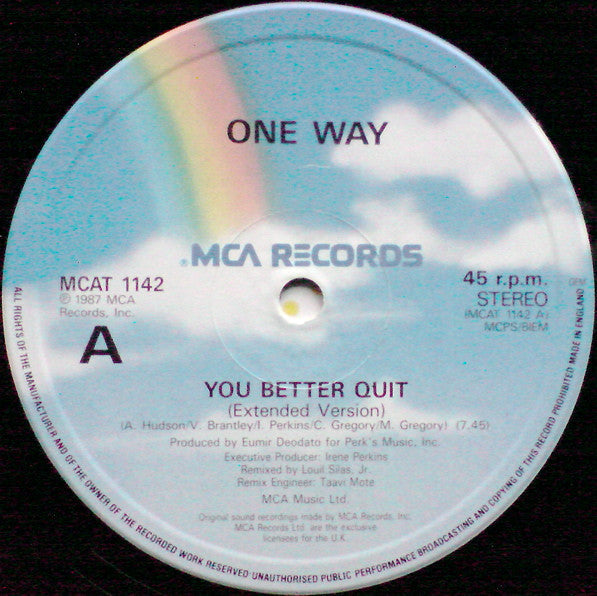 ONE WAY
®MCA RECORDS
MCAT 1142
℗ 1987 MCA
Records, Inc.
A
45 r.p.m.
STEREO
(MCAT 1142 A)
MCPS/BIEM
YOU BETTER QUIT
(Extended Version)
(A. Hudson/V. Brantley/I. Perkins/C. Gregory/M. Gregory) (7.45)
Produced by Eumir Deodato for Perk's Music, Inc.
Executive Producer: Irene Perkins
Remixed by Louil Silas, Jr.
Remix Engineer: Taavi Mote
MCA Music Ltd.
Original sound recordings made by MCA Records, Inc.
MCA Records Ltd. are the exclusive
licensees for the U.K.
ALL RIGHTS OF THE MANUFACTURER AND OF THE OWNER OF THE RECORDED WORK RESERVED·UNAUTHORISED PUBLIC PERFORMANCE BROADCASTING AND COPYING OF THIS RECORD PROHIBITED MADE IN ENGLAND